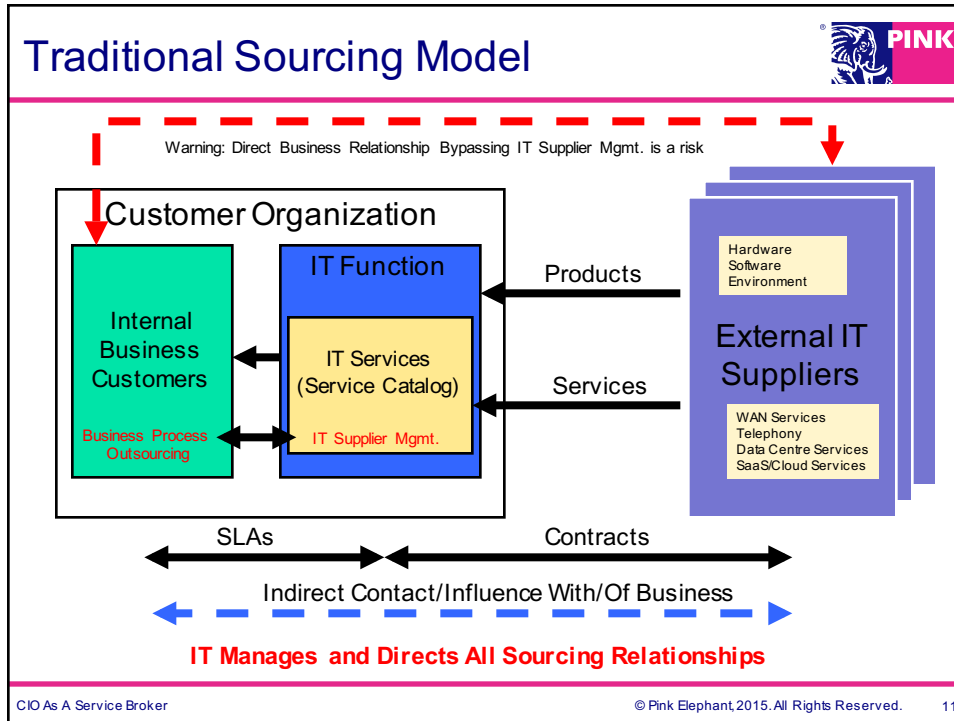 Traditional Sourcing Model
® PINK
Warning: Direct Business Relationship Bypassing IT Supplier Mgmt. is a risk
Customer Organization
Internal
Business
Customers
Business Process
Outsourcing
IT Function
IT Services
(Service Catalog)
IT Supplier Mgmt.
Products
Services
Hardware
Software
Environment
External IT
Suppliers
WAN Services
Telephony
Data Centre Services
SaaS/Cloud Services
SLAs
Contracts
Indirect Contact/Influence With/Of Business
IT Manages and Directs All Sourcing Relationships
CIO As A Service Broker
© Pink Elephant, 2015. All Rights Reserved.
11